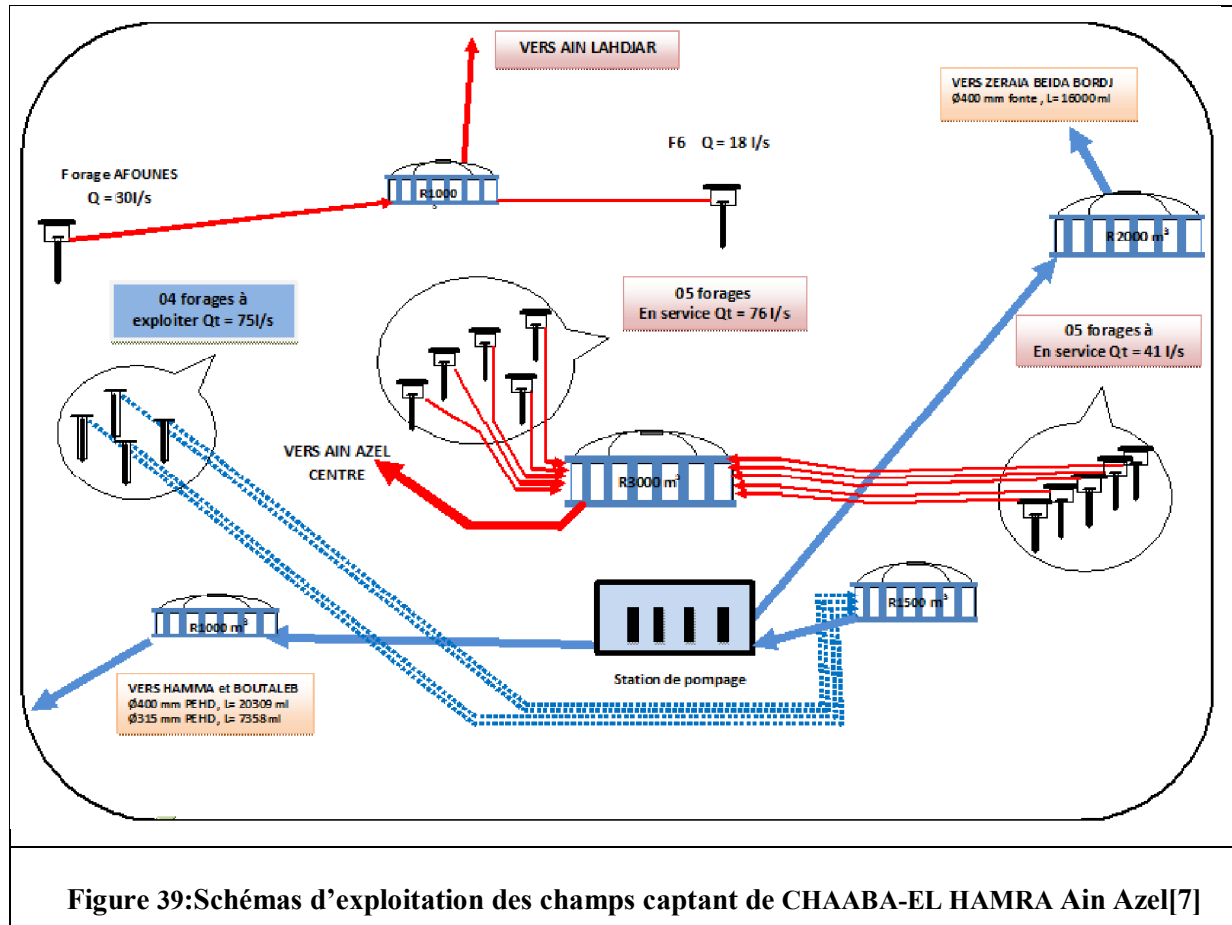 VERS AIN LAHDJAR
VERS ZERAIA BEIDA BORDJ
Ø400 mm fonte , L= 16000ml
F6 Q = 18 l/s
Forage AFOUNES
Q = 30l/s
R1000
3
R2000 m³
04 forages à
exploiter Qt = 75l/s
05 forages
En service Qt = 76 l/s
05 forages à
En service Qt = 41 l/s
VERS AIN AZEL
CENTRE
R3000 m³
R1500 m³
R1000 m³
Station de pompage
VERS HAMMA et BOUTALEB
Ø400 mm PEHD , L= 20309 ml
Ø315 mm PEHD , L= 7358 ml
Figure 39:Schémas d'exploitation des champs captant de CHAABA-EL HAMRA Ain Azel[7]